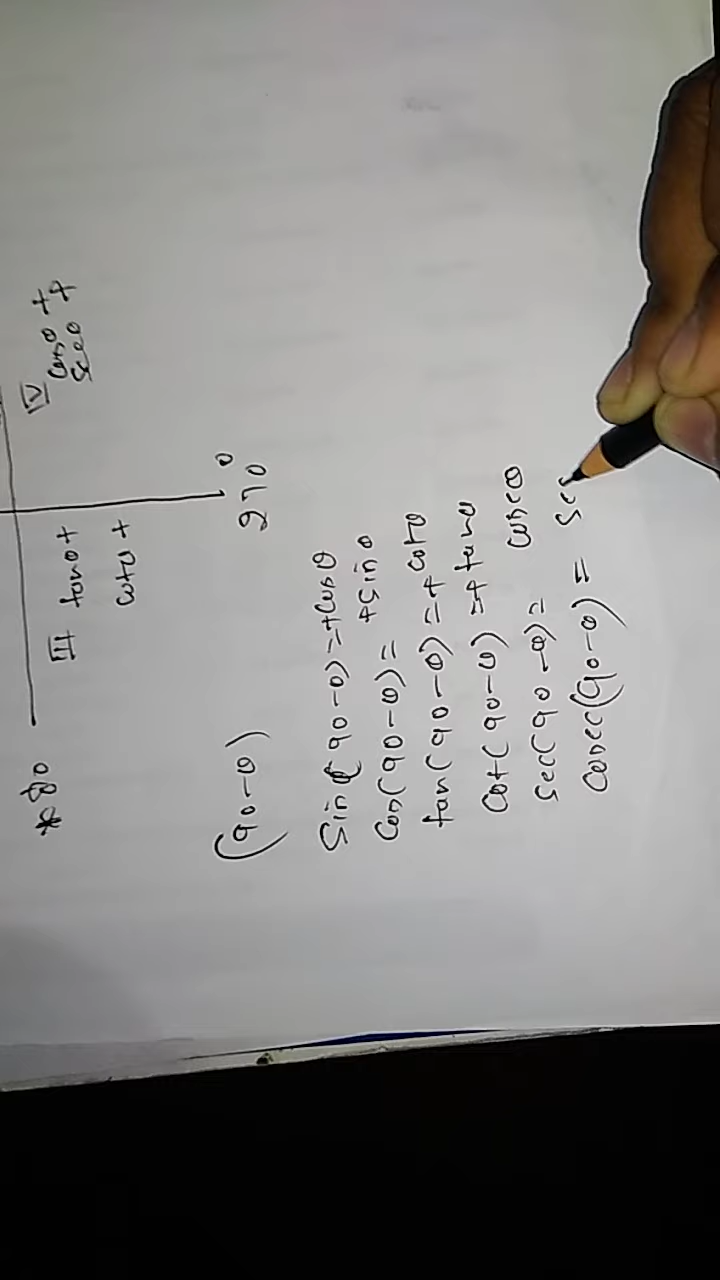 180
III
tanθ +
cotθ +
IV
cosθ +
secθ +
270°
(90-θ)
Sin(90-θ)=+cosθ
Cos(90-θ)= +sinθ
tan(90-θ)=+cotθ
Cot(90-θ)=+tanθ
Sec(90-θ)= cosecθ
Cosec(90-θ)= sec